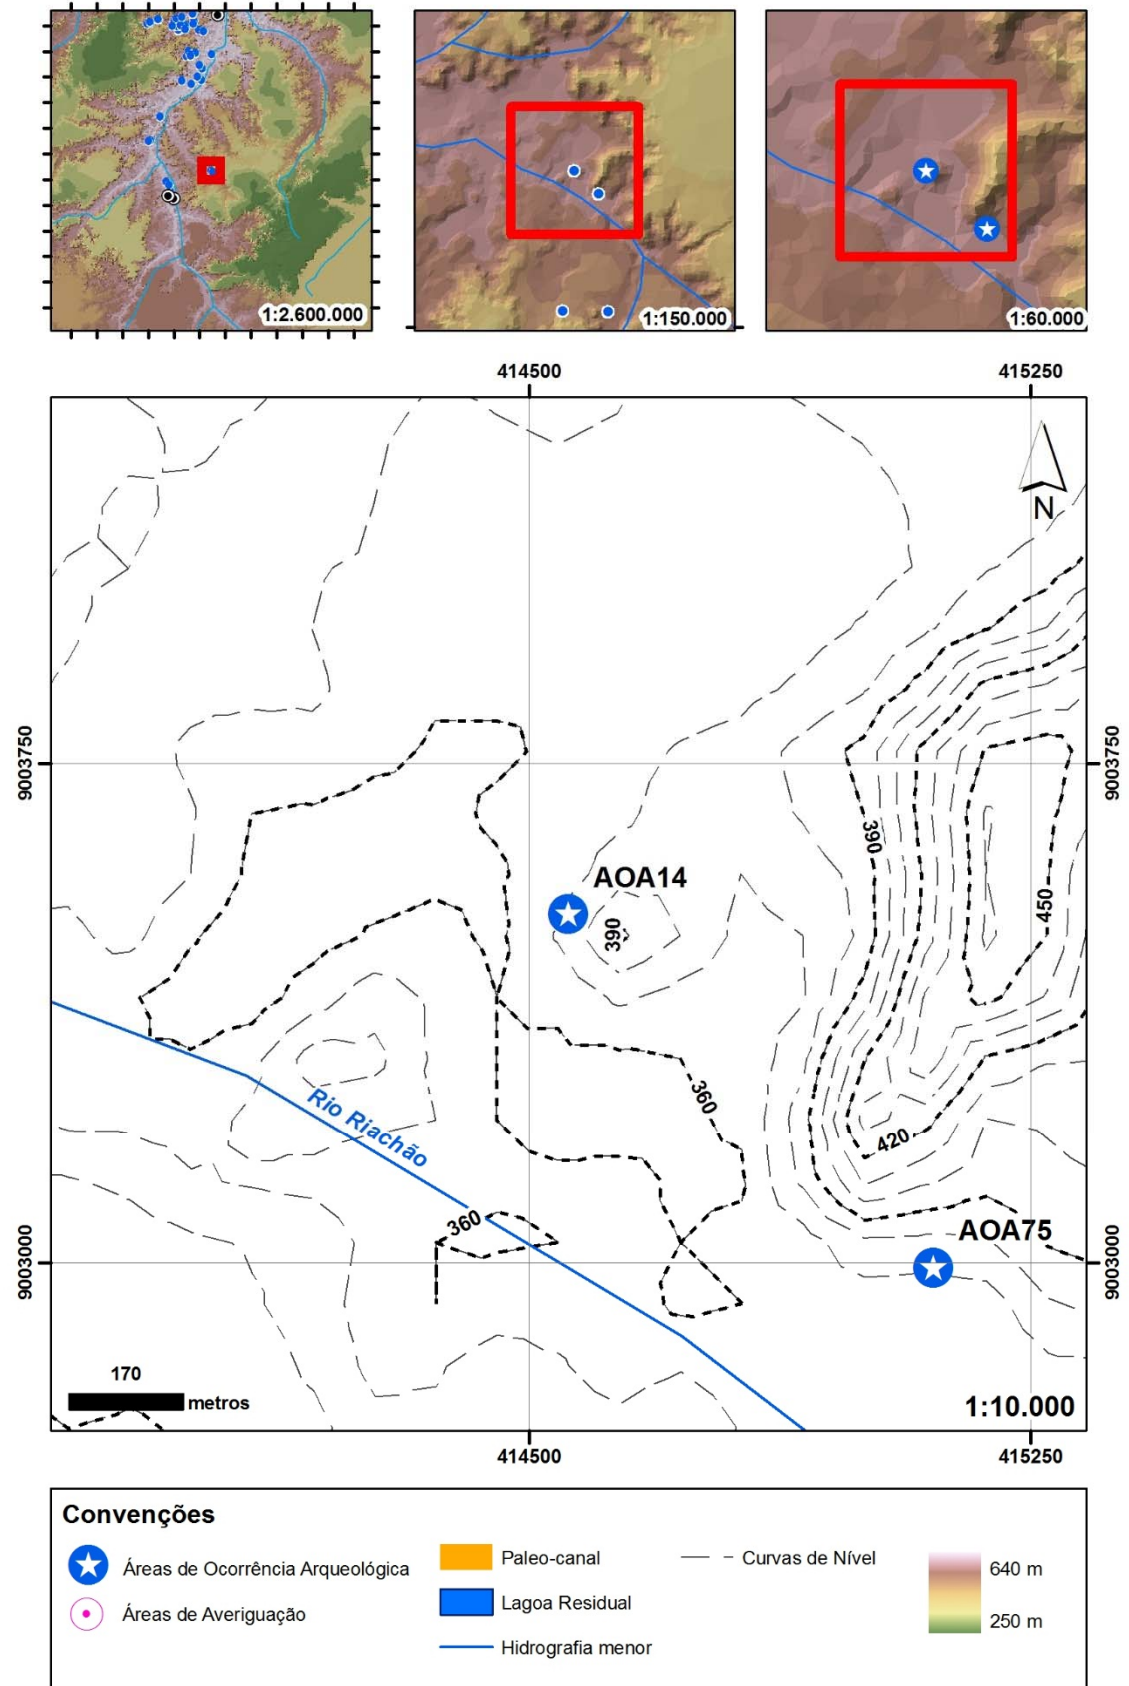 1:2.600.000
1:150.000
1:60.000
414500
415250
N
9003750
9003750
390
AOA14
390
450
360
Rio Riachão
420
360
AOA75
9003000
9003000
170
metros
1:10.000
414500
415250
Convenções
Áreas de Ocorrência Arqueológica
Áreas de Averiguação
Paleo-canal
Lagoa Residual
Hidrografia menor
Curvas de Nível
640 m
250 m